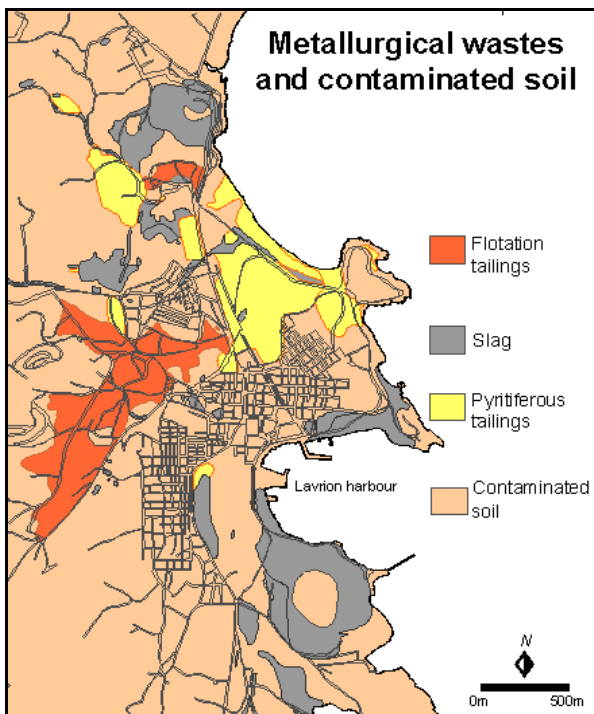 Metallurgical wastes
and contaminated soil
Flotation
tailings
Slag
Pyritiferous
tailings
Lavrion harbour
Contaminated
soil
N
0m 500m